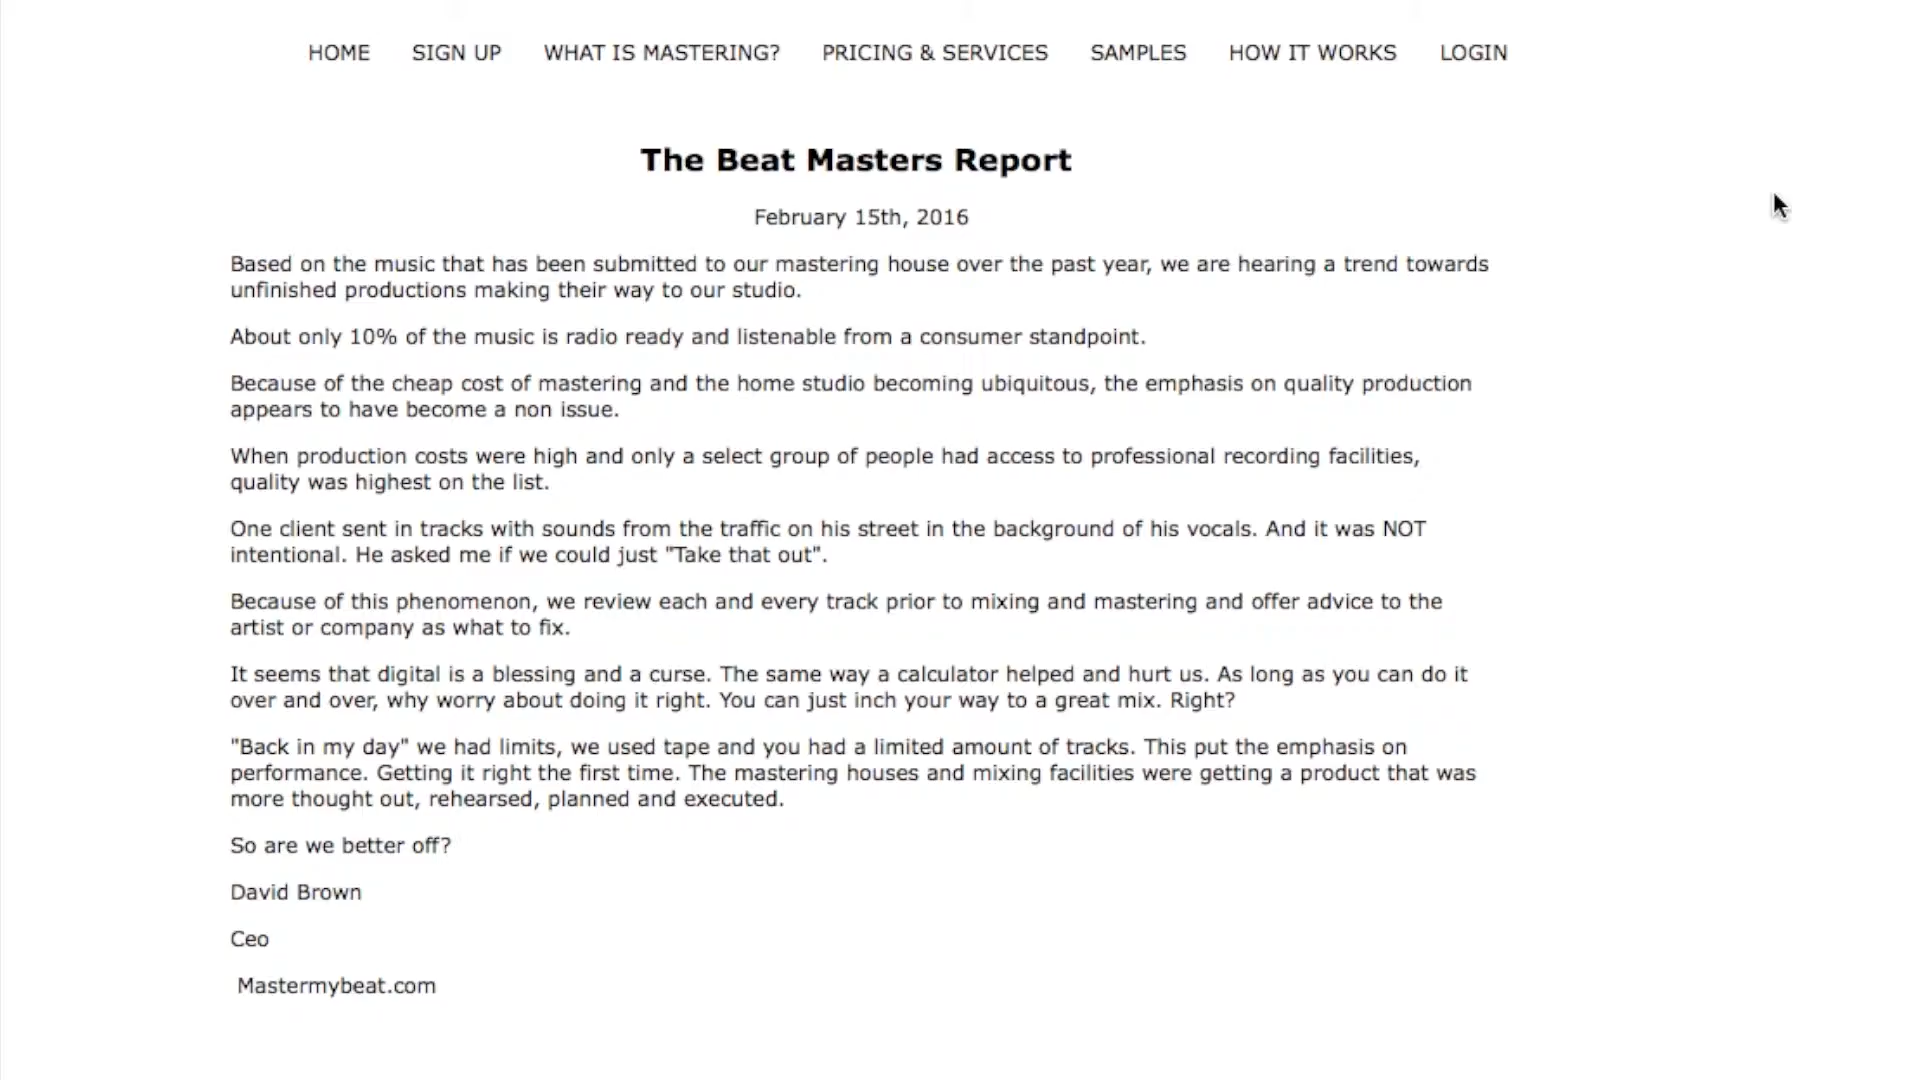 HOME SIGN UP WHAT IS MASTERING? PRICING & SERVICES SAMPLES HOW IT WORKS LOGIN
The Beat Masters Report
February 15th, 2016
Based on the music that has been submitted to our mastering house over the past year, we are hearing a trend towards
unfinished productions making their way to our studio.
About only 10% of the music is radio ready and listenable from a consumer standpoint.
Because of the cheap cost of mastering and the home studio becoming ubiquitous, the emphasis on quality production
appears to have become a non issue.
When production costs were high and only a select group of people had access to professional recording facilities,
quality was highest on the list.
One client sent in tracks with sounds from the traffic on his street in the background of his vocals. And it was NOT
intentional. He asked me if we could just "Take that out".
Because of this phenomenon, we review each and every track prior to mixing and mastering and offer advice to the
artist or company as what to fix.
It seems that digital is a blessing and a curse. The same way a calculator helped and hurt us. As long as you can do it
over and over, why worry about doing it right. You can just inch your way to a great mix. Right?
"Back in my day" we had limits, we used tape and you had a limited amount of tracks. This put the emphasis on
performance. Getting it right the first time. The mastering houses and mixing facilities were getting a product that was
more thought out, rehearsed, planned and executed.
So are we better off?
David Brown
Ceo
Mastermybeat.com